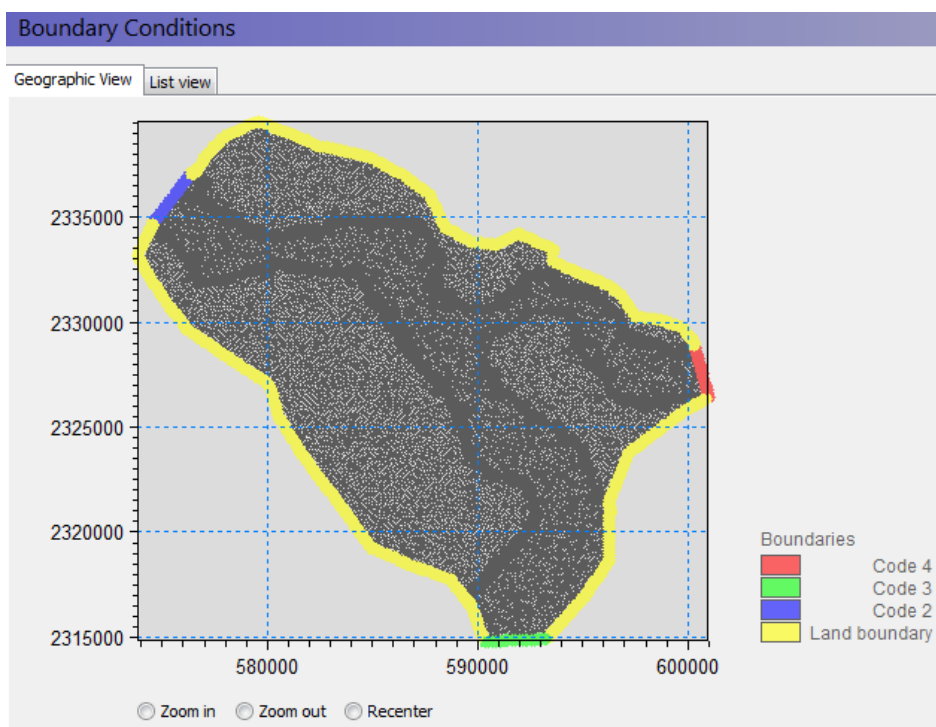 Boundary Conditions
Geographic View
List view
2335000
2330000
2325000
2320000
2315000
580000
590000
600000
Boundaries
Code 4
Code 3
Code 2
Land boundary
Zoom in
Zoom out
Recenter